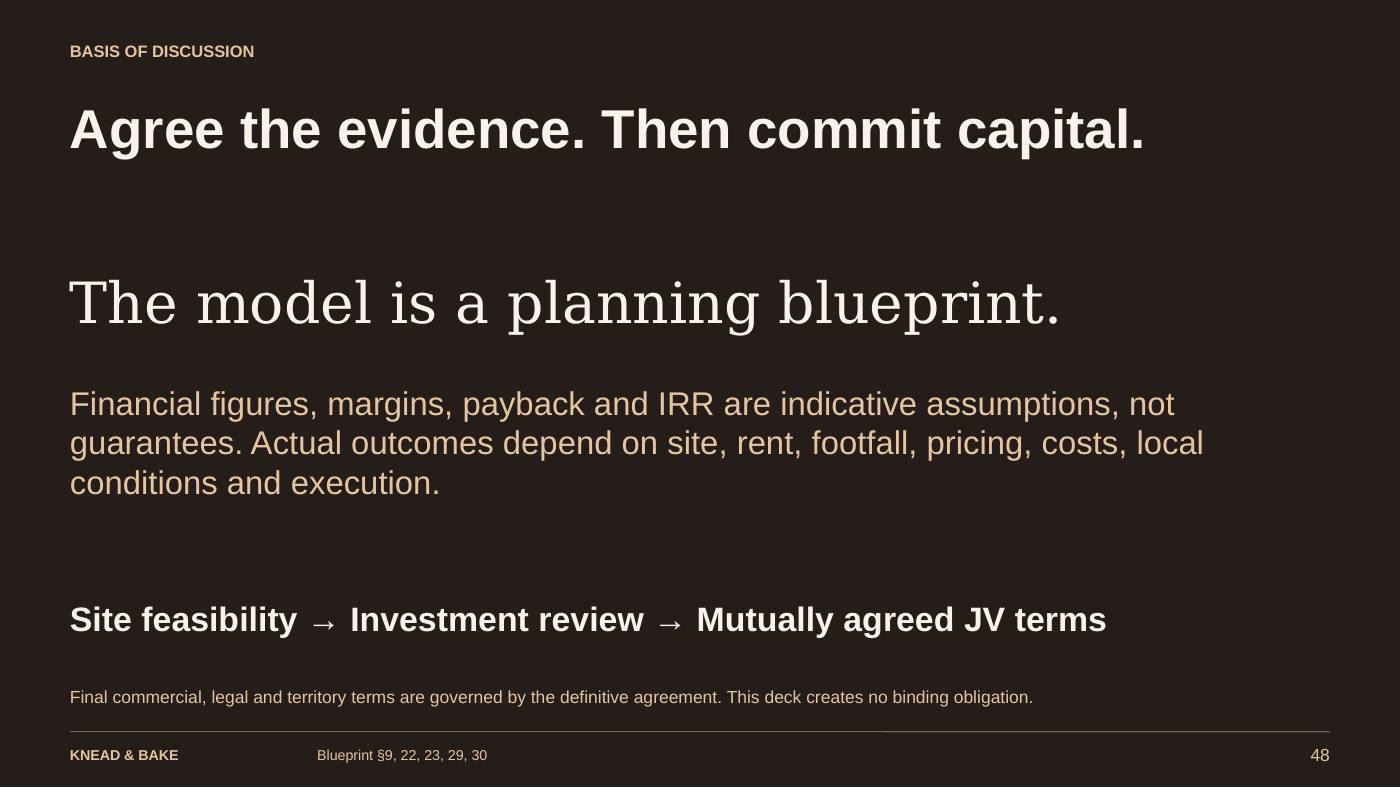 BASIS OF DISCUSSION
Agree the evidence. Then commit capital.
The model is a planning blueprint.
Financial figures, margins, payback and IRR are indicative assumptions, not
guarantees. Actual outcomes depend on site, rent, footfall, pricing, costs, local
conditions and execution.
Site feasibility → Investment review → Mutually agreed JV terms
Final commercial, legal and territory terms are governed by the definitive agreement. This deck creates no binding obligation.
KNEAD & BAKE
Blueprint §9, 22, 23, 29, 30
48